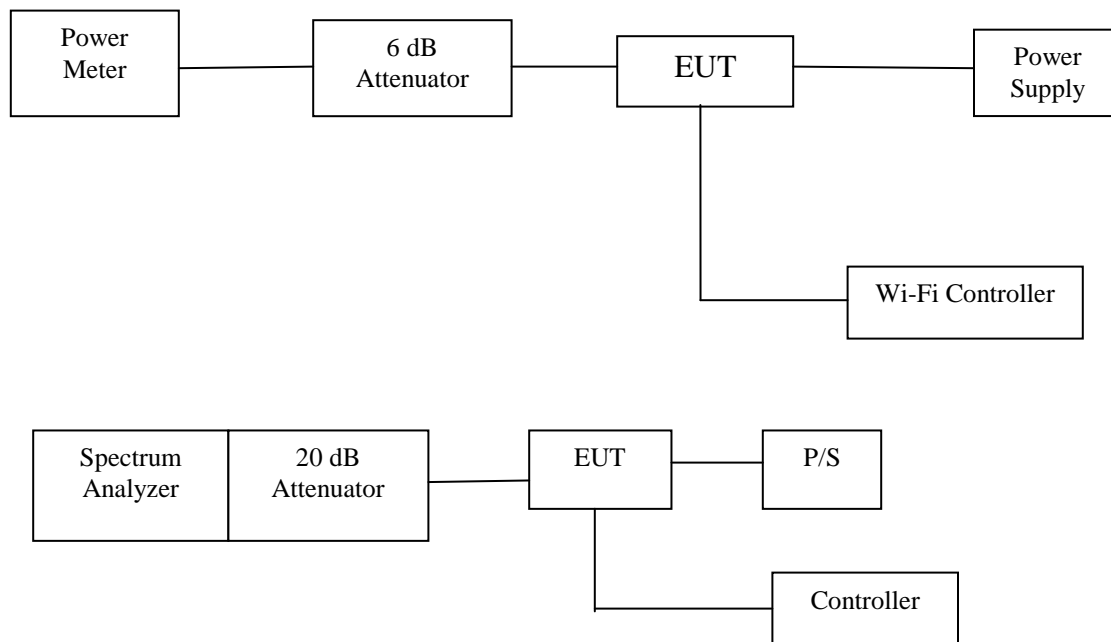 Power
Meter
6 dB
Attenuator
EUT
Power
Supply
Wi-Fi Controller
Spectrum
Analyzer
20 dB
Attenuator
EUT
P/S
Controller